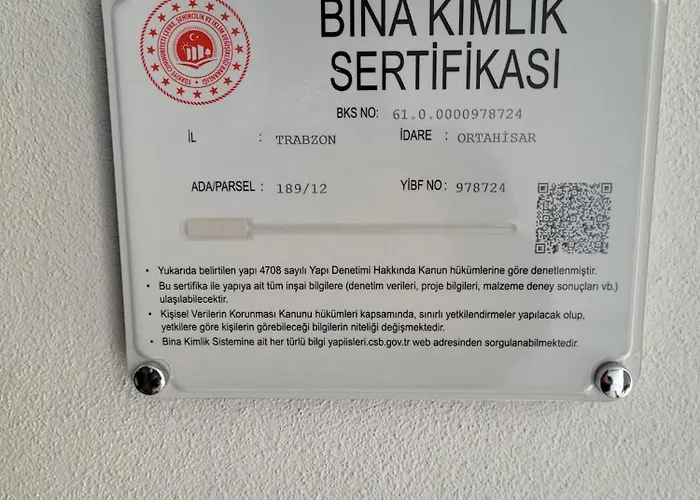 BİNA KİMLİK
SERTİFİKASI
BKS NO: 61.0.0000978724
İL : TRABZON İDARE : ORTAHİSAR
ADA/PARSEL : 189/12 YİBF NO : 978724
• Yukarıda belirtilen yapı 4708 sayılı Yapı Denetimi Hakkında Kanun hükümlerine göre denetlenmiştir.
• Bu sertifika ile yapıya ait tüm inşai bilgilere (denetim verileri, proje bilgileri, malzeme deney sonuçları vb.)
ulaşılabilecektir.
• Kişisel Verilerin Korunması Kanunu hükümleri kapsamında, sınırlı yetkilendirmeler yapılacak olup,
yetkilere göre kişilerin görebileceği bilgilerin niteliği değişmektedir.
• Bina Kimlik Sistemine ait her türlü bilgi yapiisleri.csb.gov.tr web adresinden sorgulanabilmektedir.